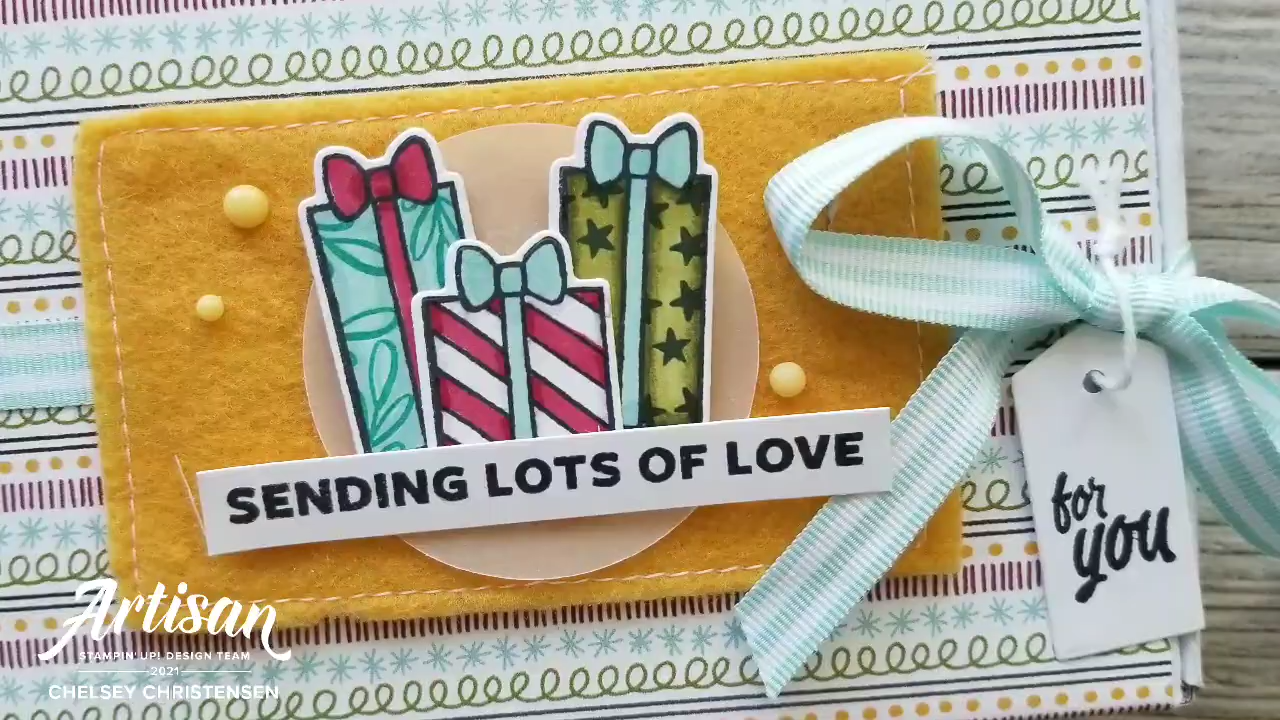 SENDING LOTS OF LOVE
for
you
Artisan
STAMPIN' UP! DESIGN TEAM
2021
CHELSEY CHRISTENSEN